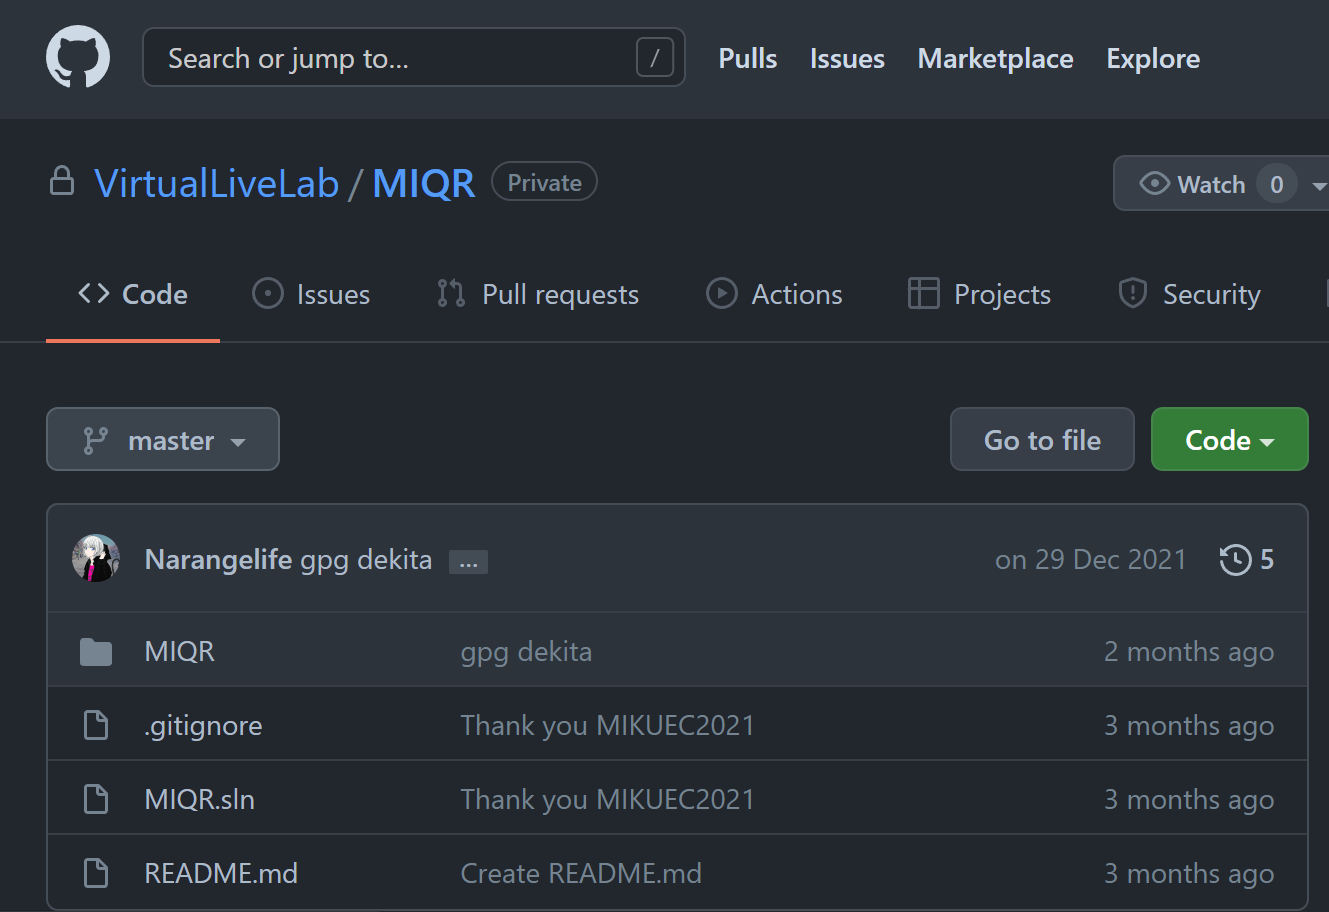 Search or jump to... / Pulls Issues Marketplace Explore
VirtualLiveLab / MIQR Private Watch 0
Code Issues Pull requests Actions Projects Security
master Go to file Code
Narangelife gpg dekita ... on 29 Dec 2021 5
MIQR gpg dekita 2 months ago
.gitignore Thank you MIKUEC2021 3 months ago
MIQR.sln Thank you MIKUEC2021 3 months ago
README.md Create README.md 3 months ago